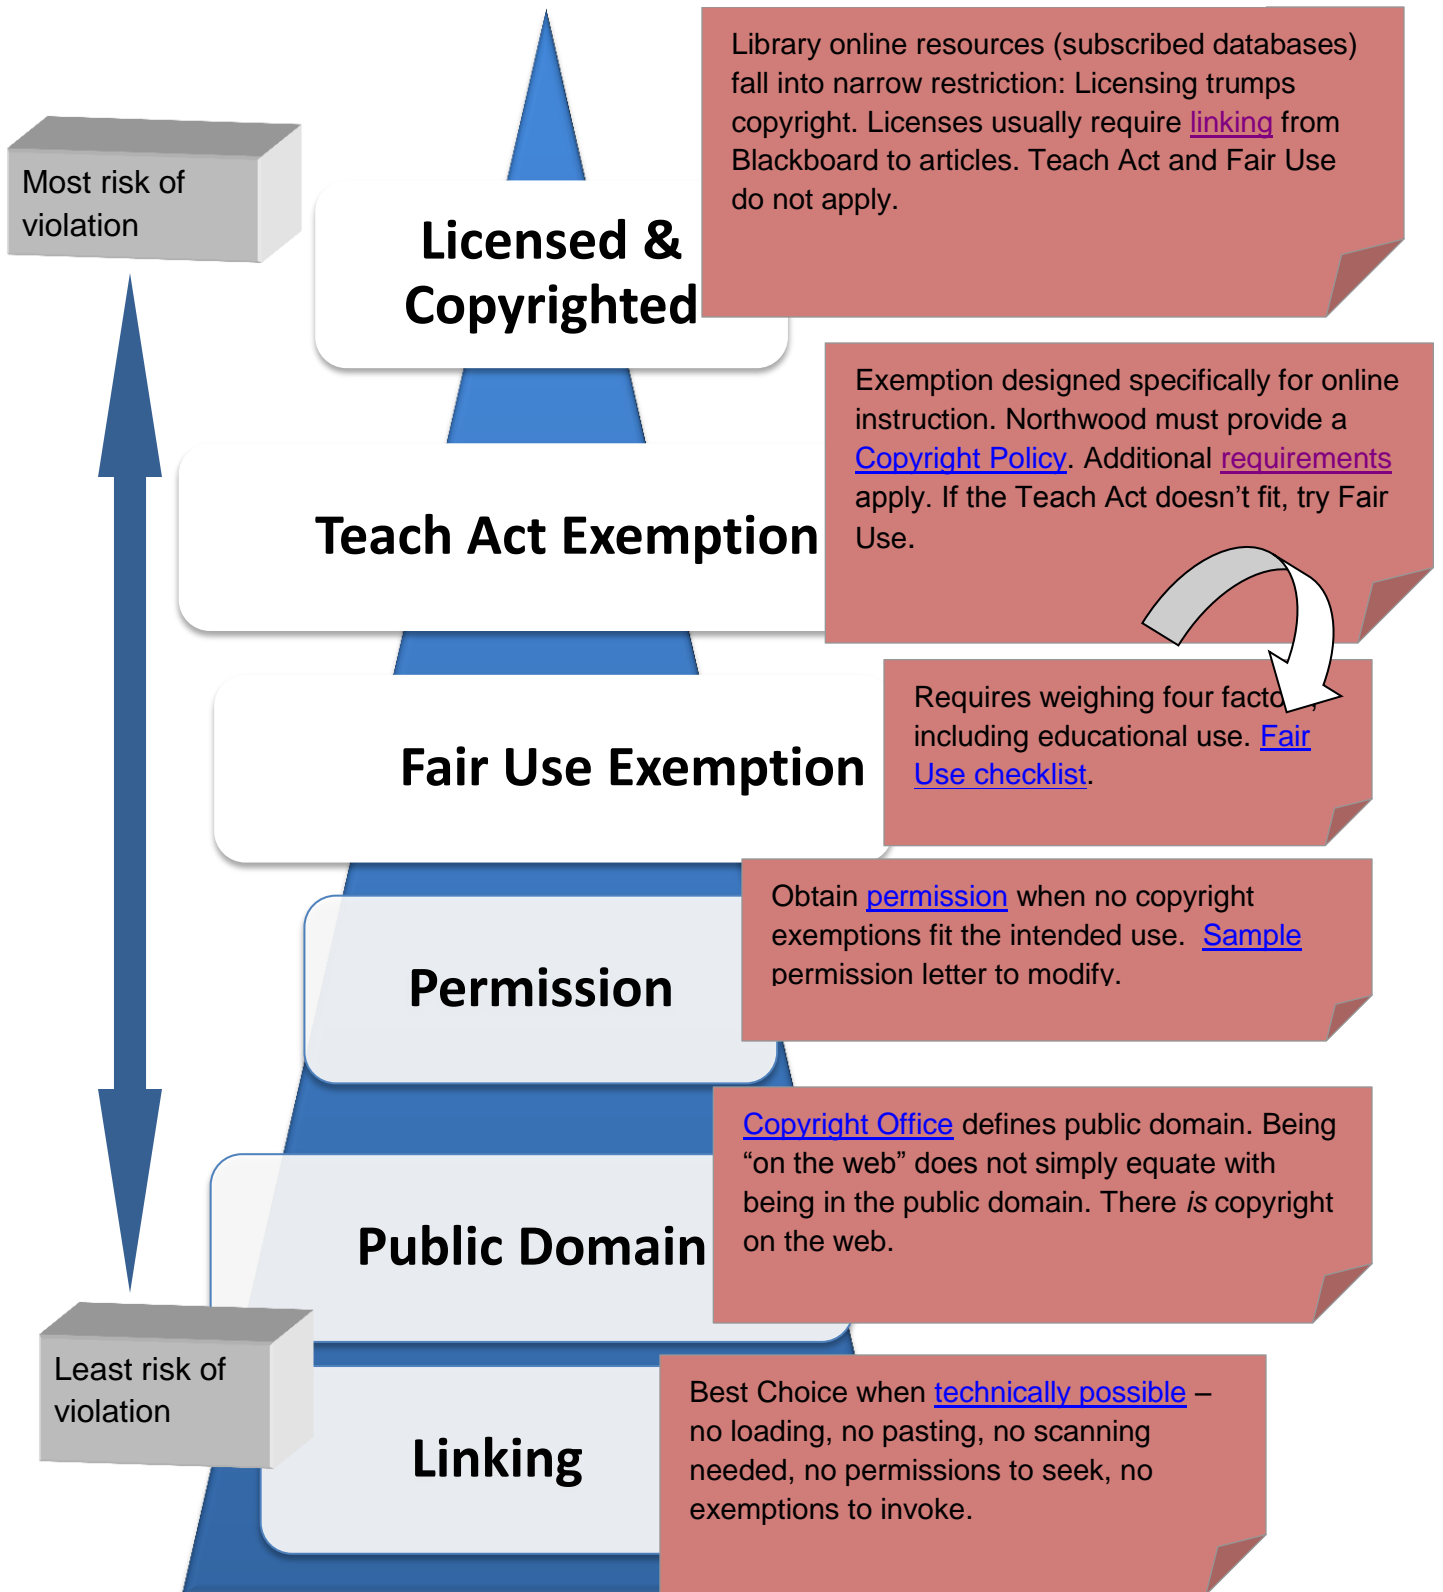 Library online resources (subscribed databases)
fall into narrow restriction: Licensing trumps
copyright. Licenses usually require linking from
Blackboard to articles. Teach Act and Fair Use
do not apply.
Most risk of
violation
Licensed &
Copyrighted
Exemption designed specifically for online
instruction. Northwood must provide a
Copyright Policy. Additional requirements
apply. If the Teach Act doesn’t fit, try Fair
Use.
Teach Act Exemption
Requires weighing four
including educational use. Fair
Use checklist.
Fair Use Exemption
Obtain permission when no copyright
exemptions fit the intended use. Sample
permission letter to modify.
Permission
Copyright Office defines public domain. Being
“on the web” does not simply equate with
being in the public domain. There is copyright
on the web.
Public Domain
Least risk of
violation
Best Choice when technically possible –
no loading, no pasting, no scanning
needed, no permissions to seek, no
exemptions to invoke.
Linking